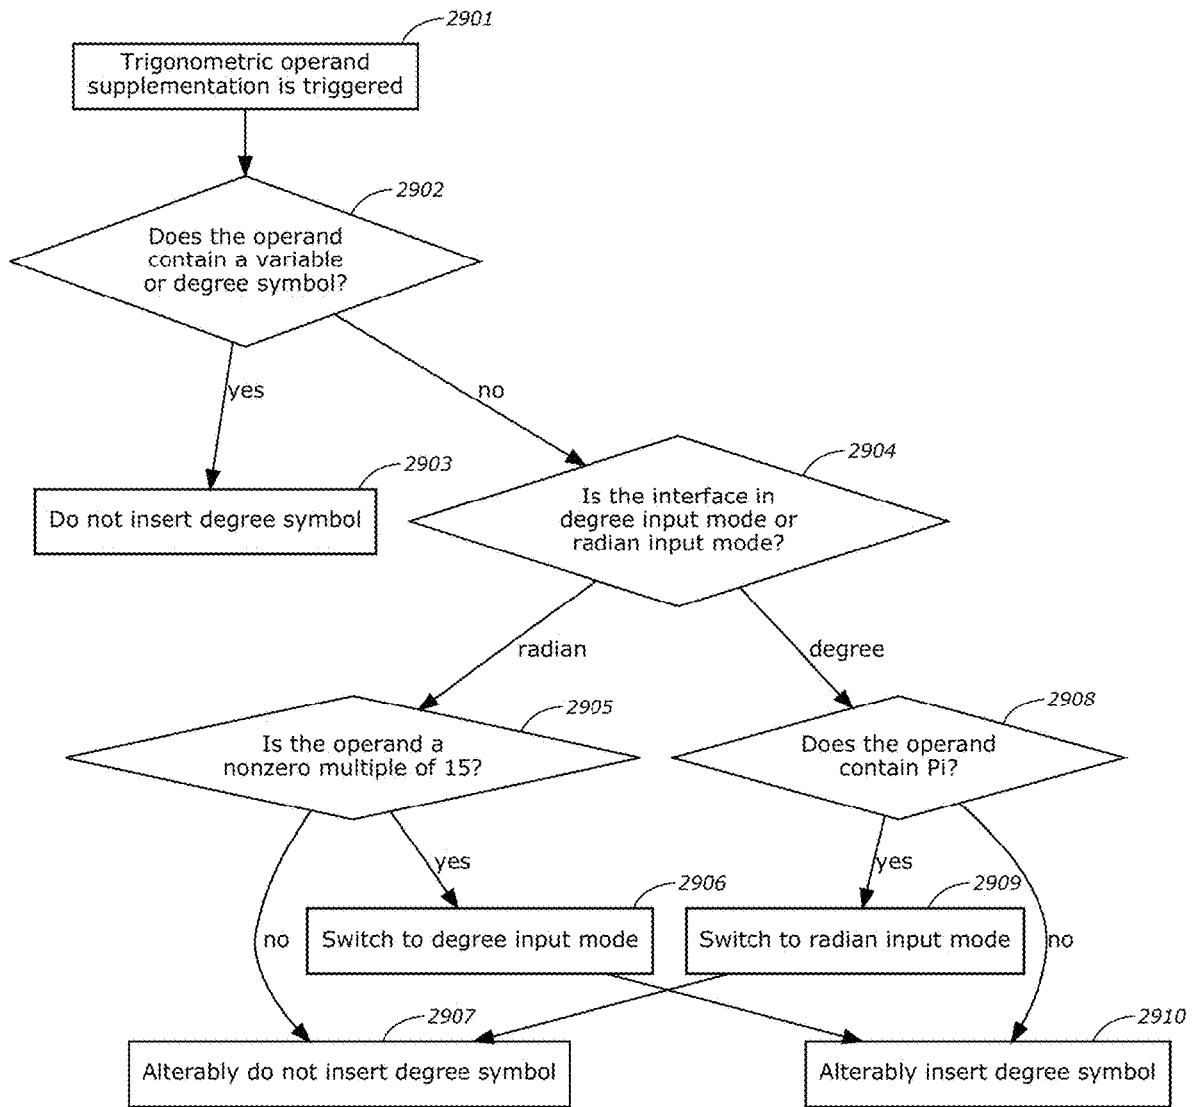 2901
Trigonometric operand
supplementation is triggered
2902
Does the operand
contain a variable
or degree symbol?
yes
no
2903
Do not insert degree symbol
2904
Is the interface in
degree input mode or
radian input mode?
radian
degree
2905
Is the operand a
nonzero multiple of 15?
2908
Does the operand
contain Pi?
yes
yes
2906
2909
no
Switch to degree input mode
Switch to radian input mode
no
2907
Alterably do not insert degree symbol
2910
Alterably insert degree symbol